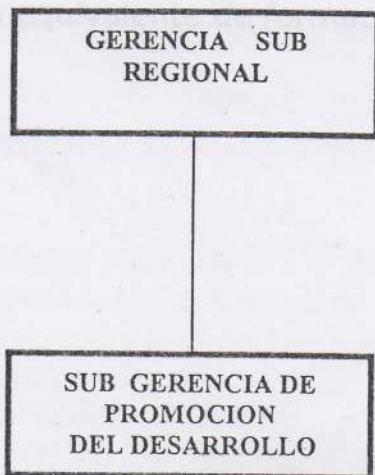 GERENCIA SUB
REGIONAL
SUB GERENCIA DE
PROMOCION
DEL DESARROLLO